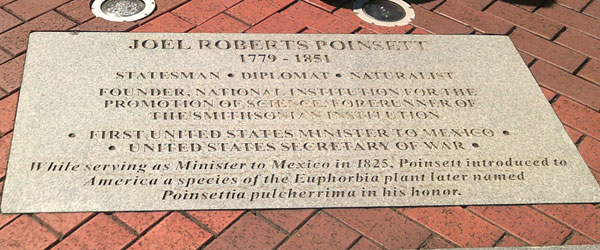 JOEL ROBERTS POINSETT
1779 - 1851
STATESMAN • DIPLOMAT • NATURALIST
FOUNDER, NATIONAL INSTITUTION FOR THE
PROMOTION OF SCIENCE, FORERUNNER OF
THE SMITHSONIAN INSTITUTION
• FIRST UNITED STATES MINISTER TO MEXICO •
• UNITED STATES SECRETARY OF WAR •
While serving as Minister to Mexico in 1825, Poinsett introduced to
America a species of the Euphorbia plant later named
Poinsettia pulcherrima in his honor.